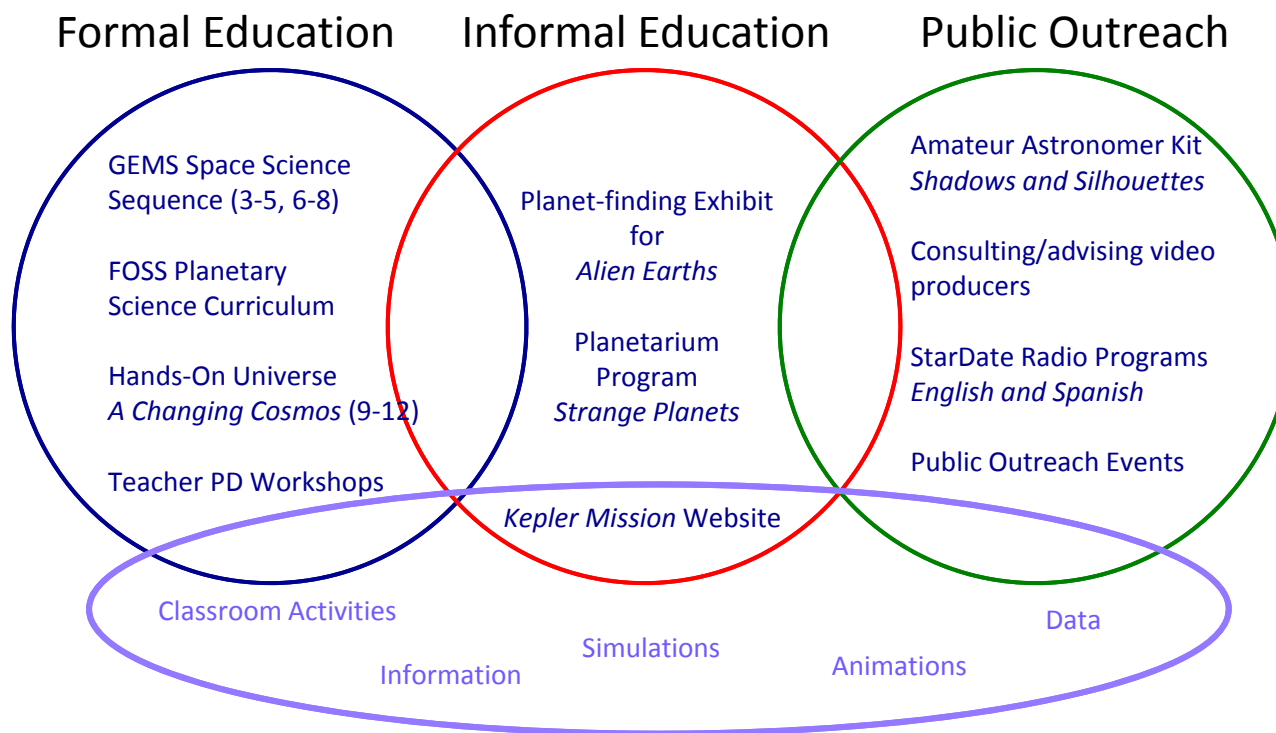 Formal Education
Informal Education
Public Outreach
GEMS Space Science
Sequence (3-5, 6-8)
FOSS Planetary
Science Curriculum
Hands-On Universe
A Changing Cosmos (9-12)
Teacher PD Workshops
Planet-finding Exhibit
for
Alien Earths
Planetarium
Program
Strange Planets
Kepler Mission Website
Amateur Astronomer Kit
Shadows and Silhouettes
Consulting/advising video
producers
StarDate Radio Programs
English and Spanish
Public Outreach Events
Classroom Activities
Information
Simulations
Animations
Data